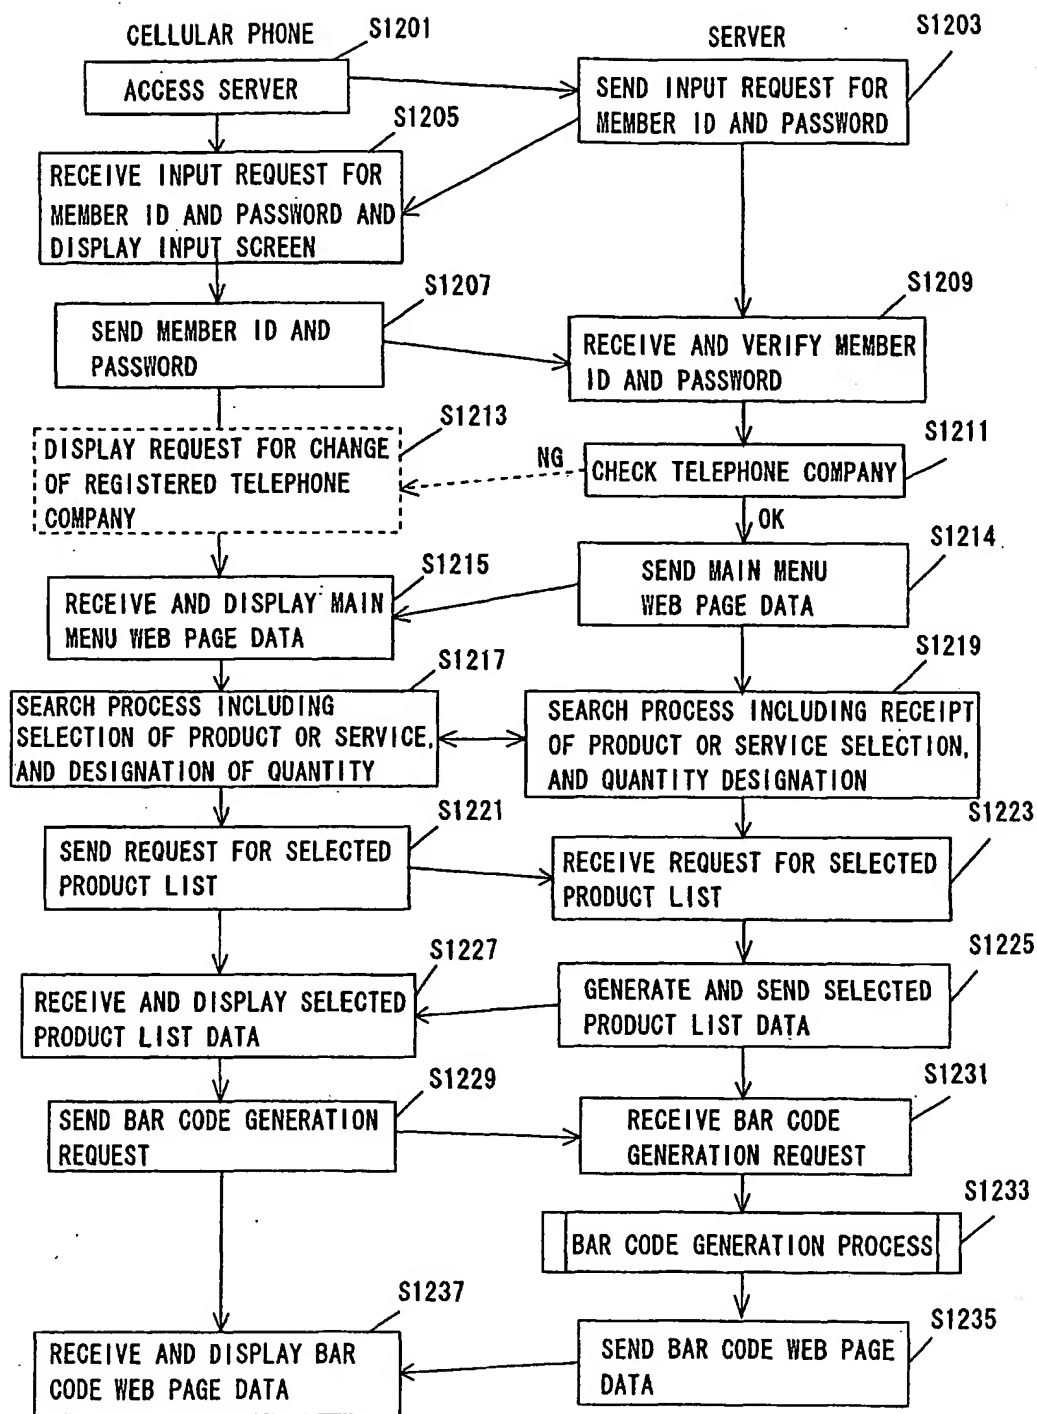 CELLULAR PHONE
S1201
SERVER
S1203
ACCESS SERVER
SEND INPUT REQUEST FOR
MEMBER ID AND PASSWORD
S1205
RECEIVE INPUT REQUEST FOR
MEMBER ID AND PASSWORD AND
DISPLAY INPUT SCREEN
S1207
SEND MEMBER ID AND
PASSWORD
S1209
RECEIVE AND VERIFY MEMBER
ID AND PASSWORD
S1213
DISPLAY REQUEST FOR CHANGE
OF REGISTERED TELEPHONE
COMPANY
NG
S1211
CHECK TELEPHONE COMPANY
OK
S1214
SEND MAIN MENU
WEB PAGE DATA
S1215
RECEIVE AND DISPLAY MAIN
MENU WEB PAGE DATA
S1217
SEARCH PROCESS INCLUDING
SELECTION OF PRODUCT OR SERVICE,
AND DESIGNATION OF QUANTITY
S1219
SEARCH PROCESS INCLUDING RECEIPT
OF PRODUCT OR SERVICE SELECTION,
AND QUANTITY DESIGNATION
S1221
SEND REQUEST FOR SELECTED
PRODUCT LIST
S1223
RECEIVE REQUEST FOR SELECTED
PRODUCT LIST
S1227
RECEIVE AND DISPLAY SELECTED
PRODUCT LIST DATA
S1225
GENERATE AND SEND SELECTED
PRODUCT LIST DATA
S1229
SEND BAR CODE GENERATION
REQUEST
S1231
RECEIVE BAR CODE
GENERATION REQUEST
S1233
BAR CODE GENERATION PROCESS
S1237
RECEIVE AND DISPLAY BAR
CODE WEB PAGE DATA
S1235
SEND BAR CODE WEB PAGE
DATA